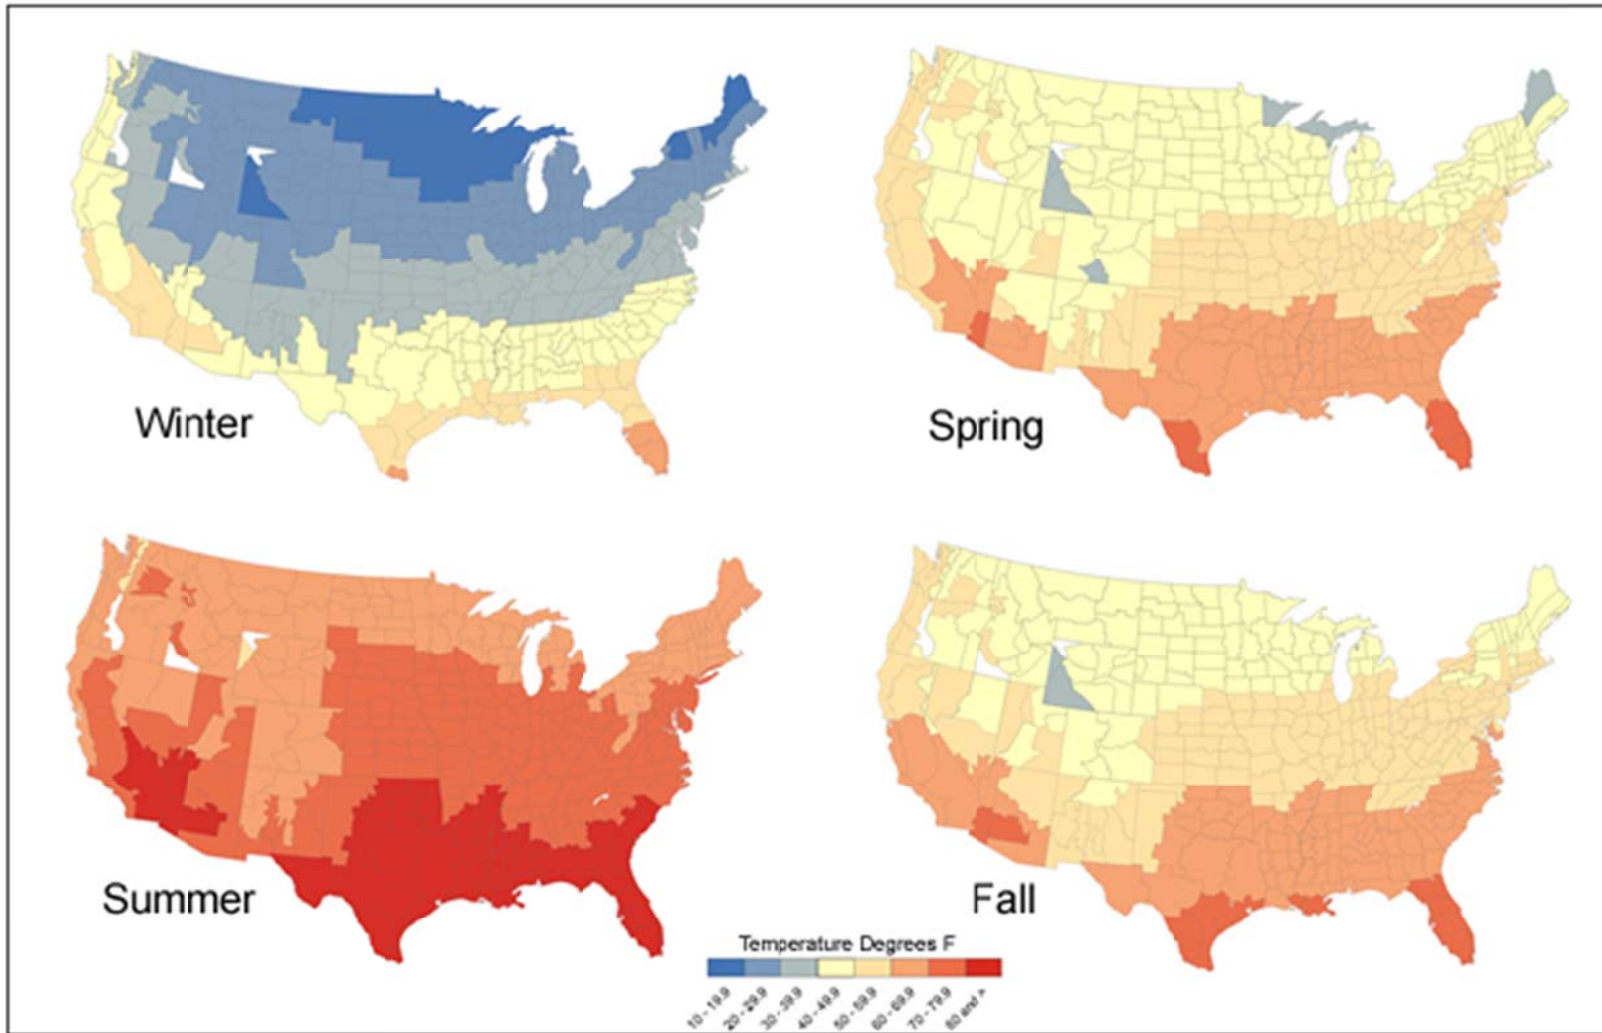 Winter
Spring
Summer
Fall
Temperature Degrees F
10 - 19.9
20 - 29.9
30 - 39.9
40 - 49.9
50 - 59.9
60 - 69.9
70 - 79.9
80 and >